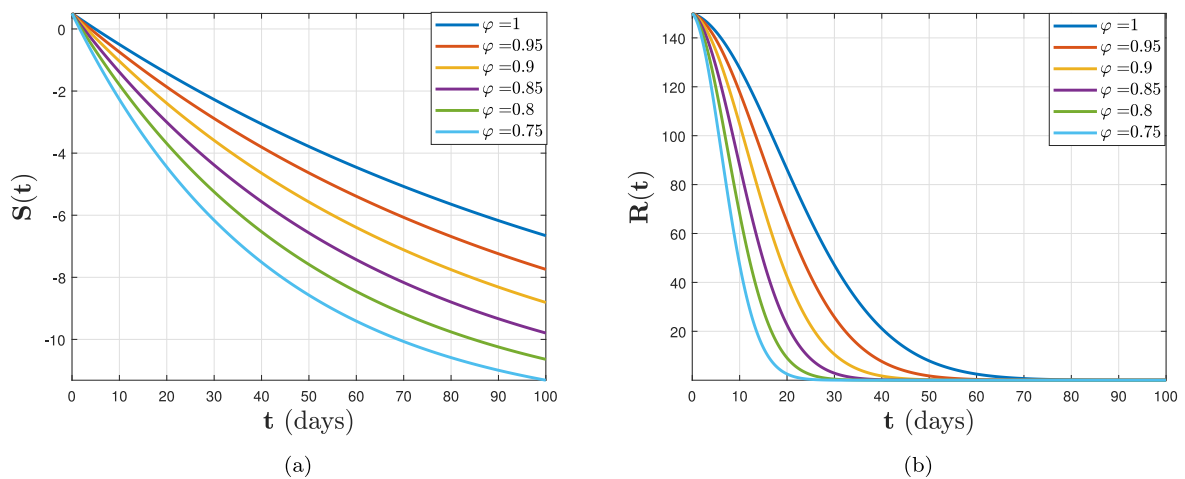 φ =1
φ =0.95
φ =0.9
φ =0.85
φ =0.8
φ =0.75
S(t)
0
-2
-4
-6
-8
-10
0 10 20 30 40 50 60 70 80 90 100
t (days)
(a)
φ =1
φ =0.95
φ =0.9
φ =0.85
φ =0.8
φ =0.75
R(t)
140
120
100
80
60
40
20
0 10 20 30 40 50 60 70 80 90 100
t (days)
(b)